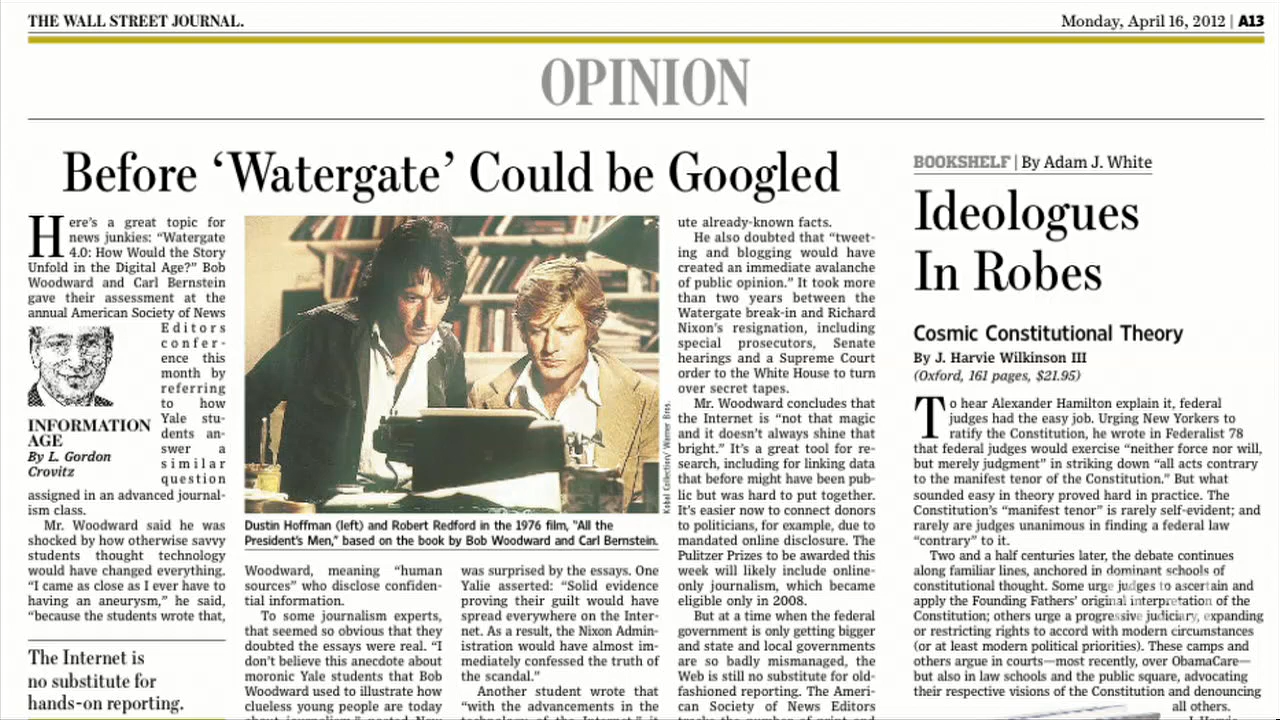 THE WALL STREET JOURNAL.
Monday, April 16, 2012 | A13
OPINION
Before ‘Watergate’ Could be Googled
Here’s a great topic for
news junkies: “Watergate
4.0: How Would the Story
Unfold in the Digital Age?” Bob
Woodward and Carl Bernstein
gave their assessment at the
annual American Society of News
Editors
confer-
ence this
month by
referring
to how
Yale stu-
dents an-
swer a
similar
question
INFORMATION
AGE
By L. Gordon
Crovitz
assigned in an advanced journal-
ism class.
Mr. Woodward said he was
shocked by how otherwise savvy
students thought technology
would have changed everything.
“I came as close as I ever have to
having an aneurysm,” he said,
“because the students wrote that,
The Internet is
no substitute for
hands-on reporting.
Kobal Collection/ Warner Bros.
Dustin Hoffman (left) and Robert Redford in the 1976 film, “All the
President’s Men,” based on the book by Bob Woodward and Carl Bernstein.
Woodward, meaning “human
sources” who disclose confiden-
tial information.
To some journalism experts,
that seemed so obvious that they
doubted the essays were real. “I
don’t believe this anecdote about
moronic Yale students that Bob
Woodward used to illustrate how
clueless young people are today
was surprised by the essays. One
Yalie asserted: “Solid evidence
proving their guilt would have
spread everywhere on the Inter-
net. As a result, the Nixon Admin-
istration would have almost im-
mediately confessed the truth of
the scandal.”
Another student wrote that
“with the advancements in the
ute already-known facts.
He also doubted that “tweet-
ing and blogging would have
created an immediate avalanche
of public opinion.” It took more
than two years between the
Watergate break-in and Richard
Nixon’s resignation, including
special prosecutors, Senate
hearings and a Supreme Court
order to the White House to turn
over secret tapes.
Mr. Woodward concludes that
the Internet is “not that magic
and it doesn’t always shine that
bright.” It’s a great tool for re-
search, including for linking data
that before might have been pub-
lic but was hard to put together.
It’s easier now to connect donors
to politicians, for example, due to
mandated online disclosure. The
Pulitzer Prizes to be awarded this
week will likely include online-
only journalism, which became
eligible only in 2008.
But at a time when the federal
government is only getting bigger
and state and local governments
are so badly mismanaged, the
Web is still no substitute for old-
fashioned reporting. The Ameri-
can Society of News Editors
BOOKSHELF | By Adam J. White
Ideologues
In Robes
Cosmic Constitutional Theory
By J. Harvie Wilkinson III
(Oxford, 161 pages, $21.95)
To hear Alexander Hamilton explain it, federal
judges had the easy job. Urging New Yorkers to
ratify the Constitution, he wrote in Federalist 78
that federal judges would exercise “neither force nor will,
but merely judgment” in striking down “all acts contrary
to the manifest tenor of the Constitution.” But what
sounded easy in theory proved hard in practice. The
Constitution’s “manifest tenor” is rarely self-evident; and
rarely are judges unanimous in finding a federal law
“contrary” to it.
Two and a half centuries later, the debate continues
along familiar lines, anchored in dominant schools of
constitutional thought. Some urge judges to ascertain and
apply the Founding Fathers’ original interpretation of the
Constitution; others urge a progressive judiciary, expanding
or restricting rights to accord with modern circumstances
(or at least modern political priorities). These camps and
others argue in courts—most recently, over ObamaCare—
but also in law schools and the public square, advocating
their respective visions of the Constitution and denouncing
all others.